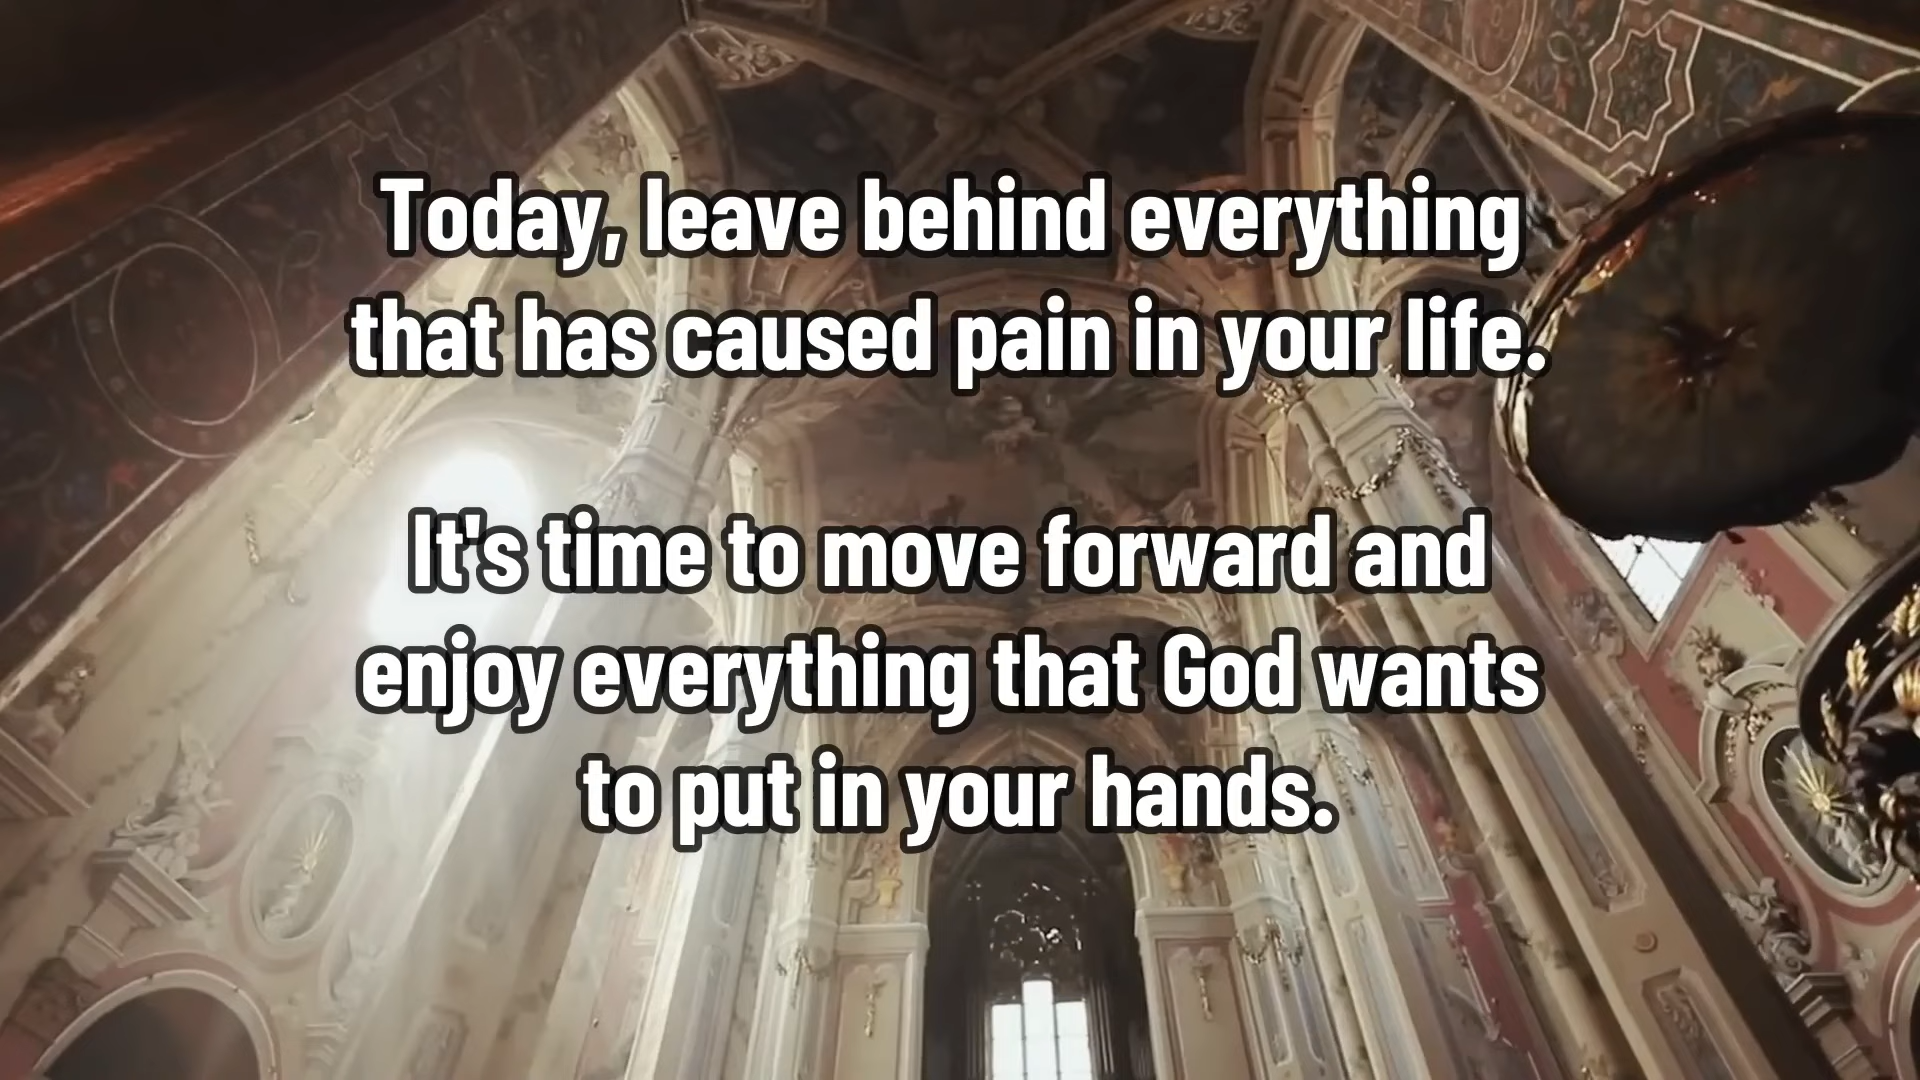 Today, leave behind everything
that has caused pain in your life.
It's time to move forward and
enjoy everything that God wants
to put in your hands.